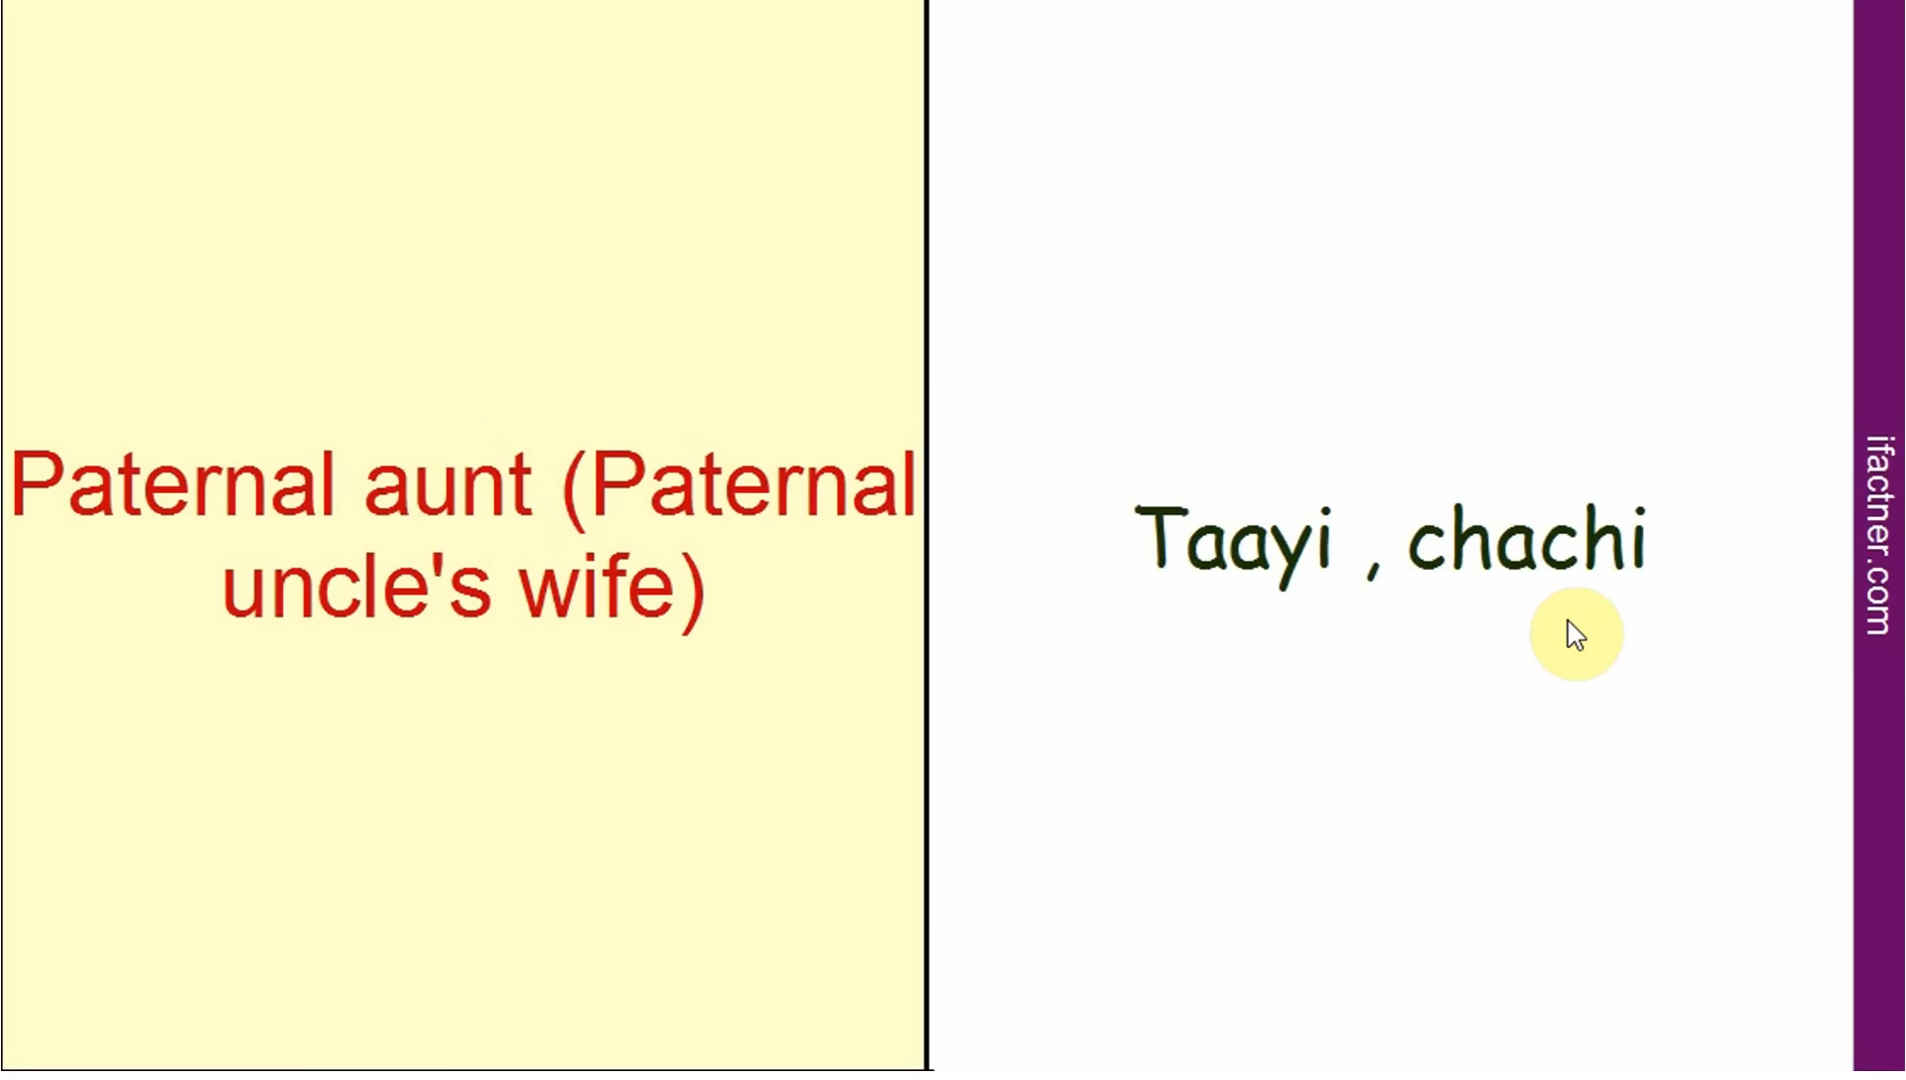 Paternal aunt (Paternal
uncle's wife)
Taayi , chachi
ifactner.com